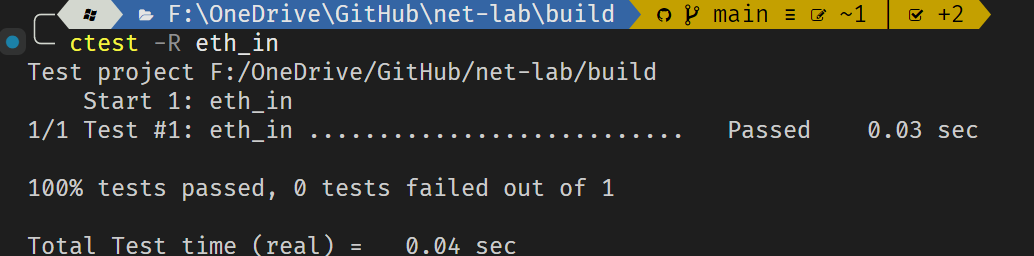 F:\OneDrive\GitHub\net-lab\build main ≡ ~1 | +2
ctest -R eth_in
Test project F:/OneDrive/GitHub/net-lab/build
    Start 1: eth_in
1/1 Test #1: eth_in ...........................   Passed    0.03 sec

100% tests passed, 0 tests failed out of 1

Total Test time (real) =   0.04 sec